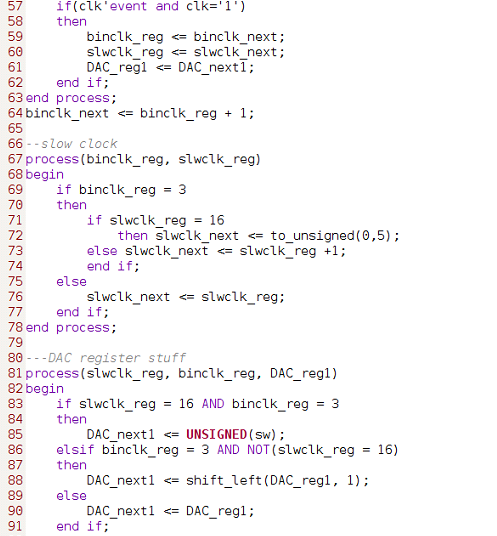 57    if(clk'event and clk='1')
58    then
59        binclk_reg <= binclk_next;
60        slwclk_reg <= slwclk_next;
61        DAC_reg1 <= DAC_next1;
62    end if;
63 end process;
64 binclk_next <= binclk_reg + 1;
65
66 --slow clock
67 process(binclk_reg, slwclk_reg)
68 begin
69    if binclk_reg = 3
70    then
71        if slwclk_reg = 16
72            then slwclk_next <= to_unsigned(0,5);
73        else slwclk_next <= slwclk_reg +1;
74        end if;
75    else
76        slwclk_next <= slwclk_reg;
77    end if;
78 end process;
79
80 ---DAC register stuff
81 process(slwclk_reg, binclk_reg, DAC_reg1)
82 begin
83    if slwclk_reg = 16 AND binclk_reg = 3
84    then
85        DAC_next1 <= UNSIGNED(sw);
86    elsif binclk_reg = 3 AND NOT(slwclk_reg = 16)
87    then
88        DAC_next1 <= shift_left(DAC_reg1, 1);
89    else
90        DAC_next1 <= DAC_reg1;
91    end if;